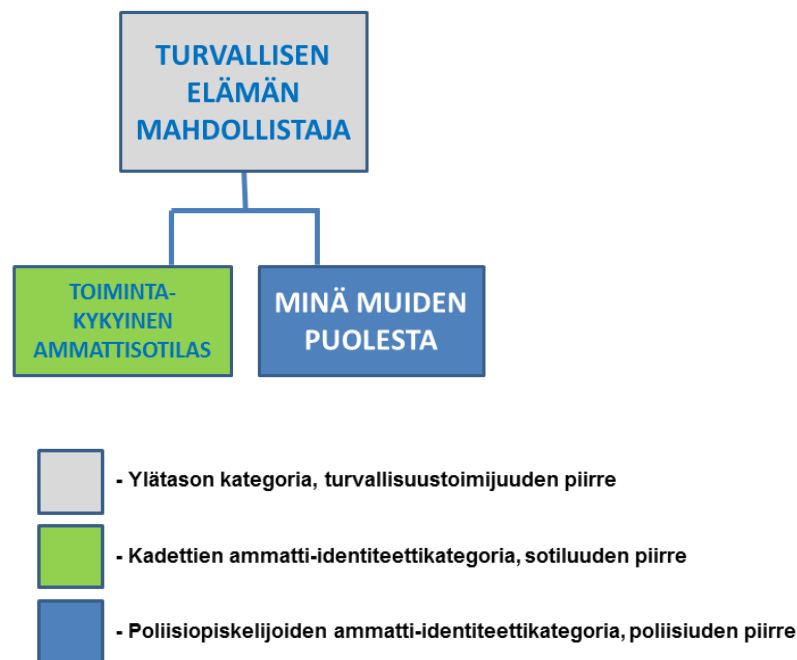 TURVALLISEN
ELÄMÄN
MAHDOLLISTAJA
TOIMINTA-
KYKYINEN
AMMATTISOTILAS
MINÄ MUIDEN
PUOLESTA
- Ylätason kategoria, turvallisuustoimijuuden piirre
- Kadettien ammatti-identiteettikategoria, sotiluuden piirre
- Poliisiopiskelijoiden ammatti-identiteettikategoria, poliisiuden piirre